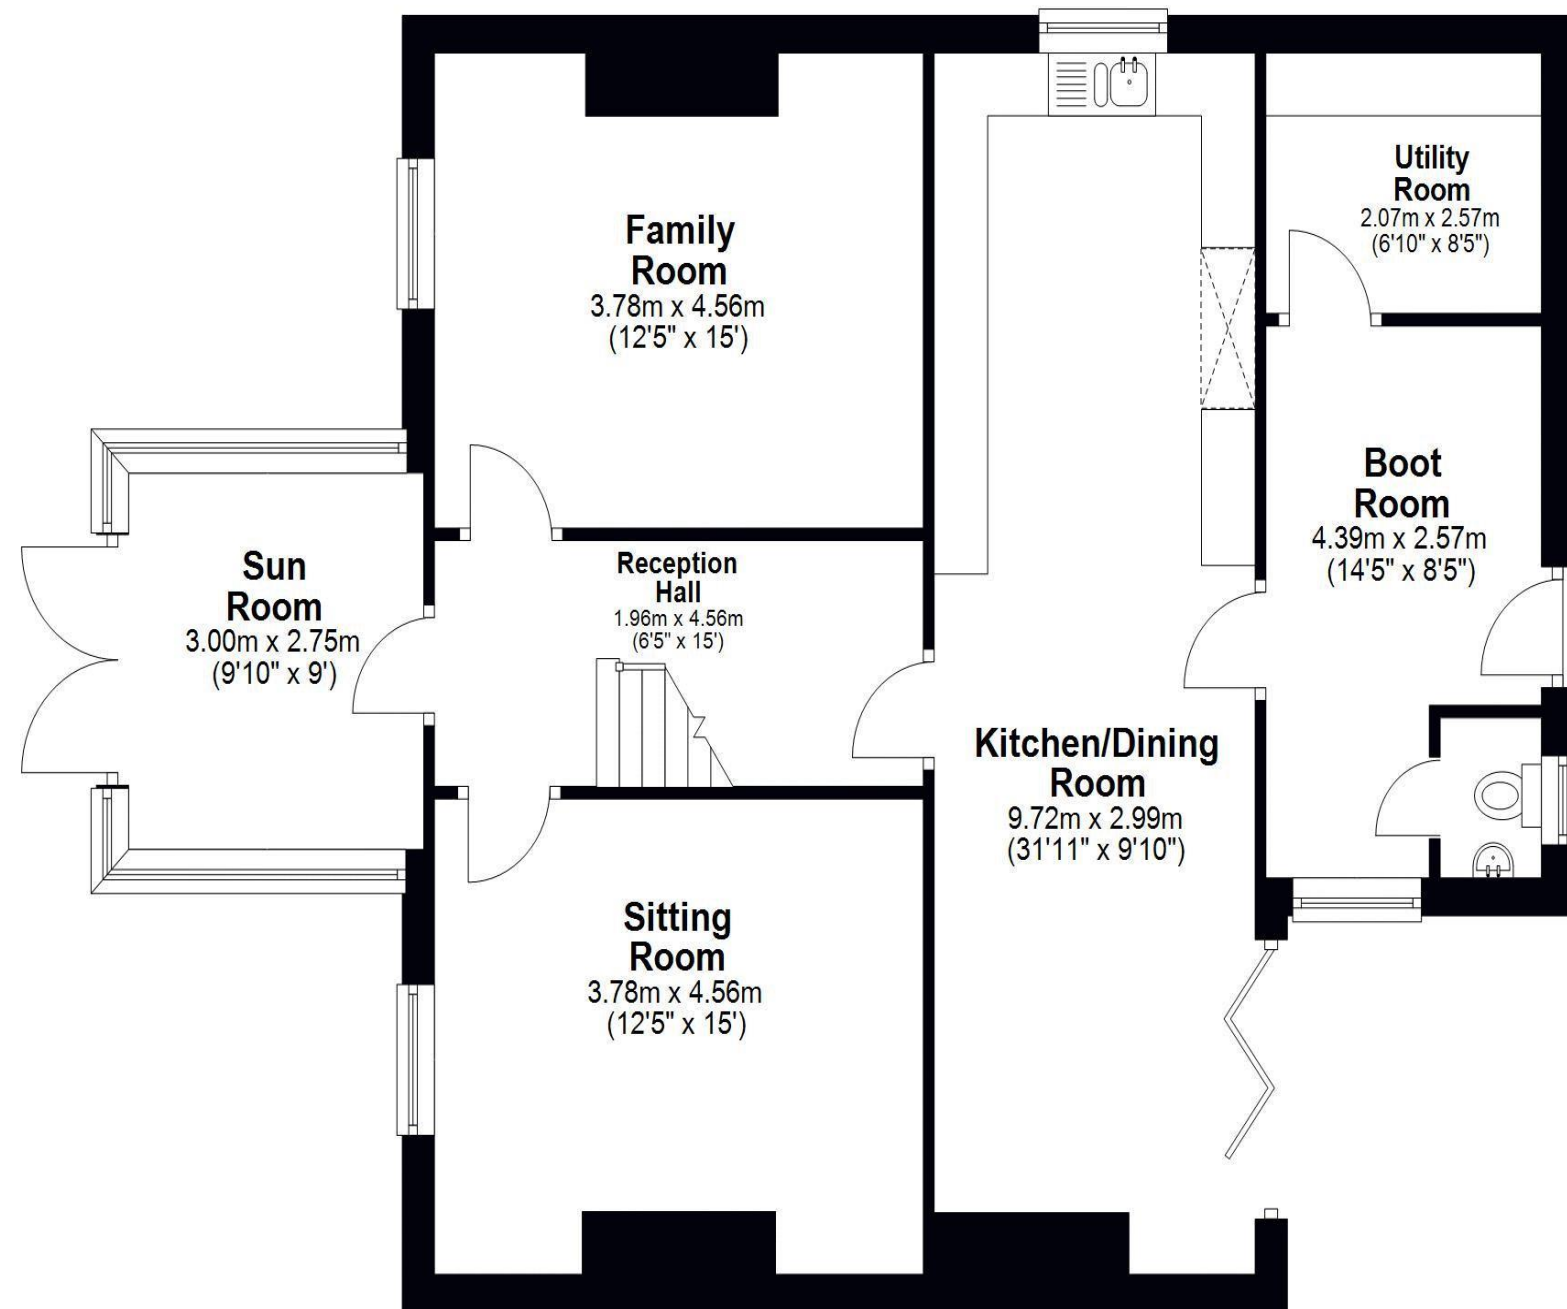 Family
Room
3.78m x 4.56m
(12'5" x 15')
Utility
Room
2.07m x 2.57m
(6'10" x 8'5")
Sun
Room
3.00m x 2.75m
(9'10" x 9')
Reception
Hall
1.96m x 4.56m
(6'5" x 15')
Boot
Room
4.39m x 2.57m
(14'5" x 8'5")
Kitchen/Dining
Room
9.72m x 2.99m
(31'11" x 9'10")
Sitting
Room
3.78m x 4.56m
(12'5" x 15')